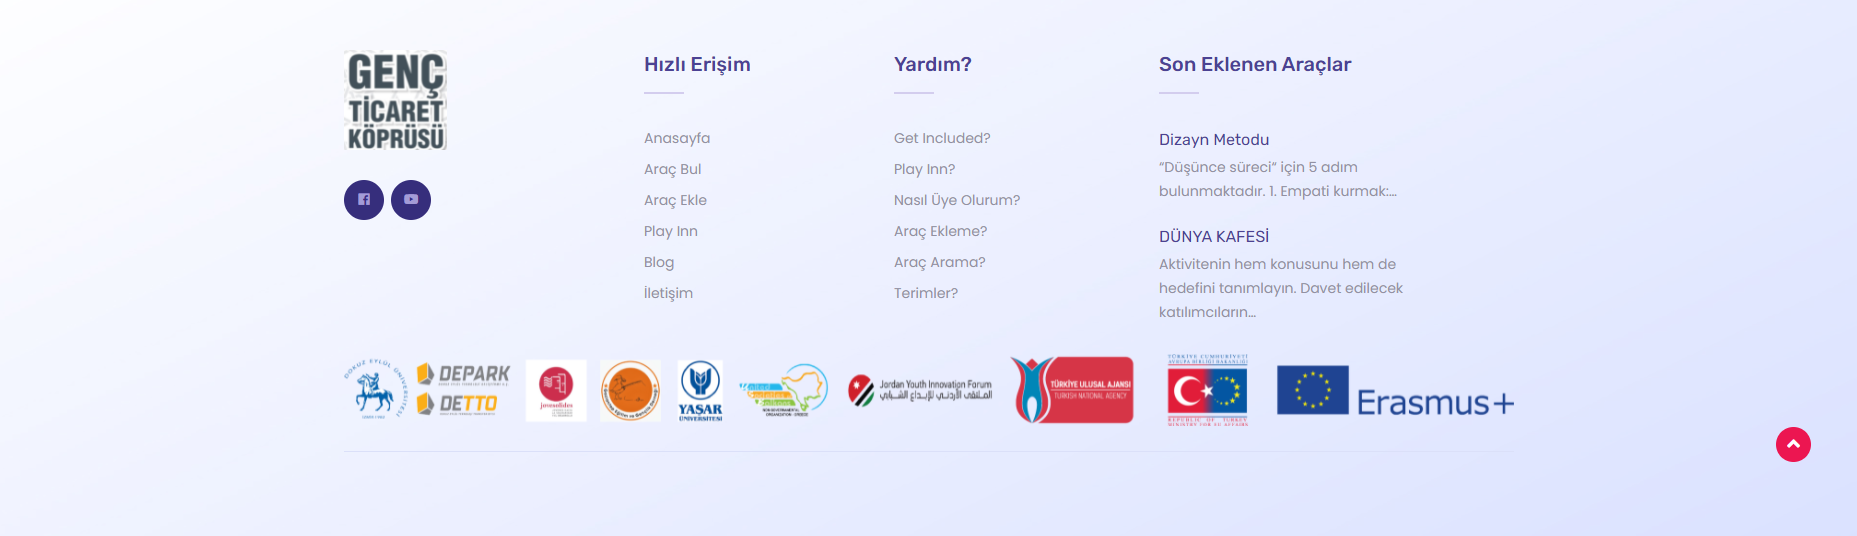 GENÇ
TİCARET
KÖPRÜSÜ
Hızlı Erişim
Anasayfa
Araç Bul
Araç Ekle
Play Inn
Blog
İletişim
Yardım?
Get Included?
Play Inn?
Nasıl Üye Olurum?
Araç Ekleme?
Araç Arama?
Terimler?
Son Eklenen Araçlar
Dizayn Metodu
“Düşünce süreci” için 5 adım
bulunmaktadır. 1. Empati kurmak:...
DÜNYA KAFESİ
Aktivitenin hem konusunu hem de
hedefini tanımlayın. Davet edilecek
katılımcıların...
DOKUZ EYLÜL ÜNİVERSİTESİ
DEPARK
DETTO
jovesolides
YAŞAR
ÜNİVERSİTESİ
Jordan Youth Innovation Forum
الملتقى الأردني للإبداع الشبابي
TÜRKİYE ULUSAL AJANSI
TURKISH NATIONAL AGENCY
TÜRKİYE CUMHURİYETİ
AVRUPA BİRLİĞİ BAKANLIĞI
REPUBLIC OF TURKEY
MINISTRY FOR EU AFFAIRS
Erasmus+